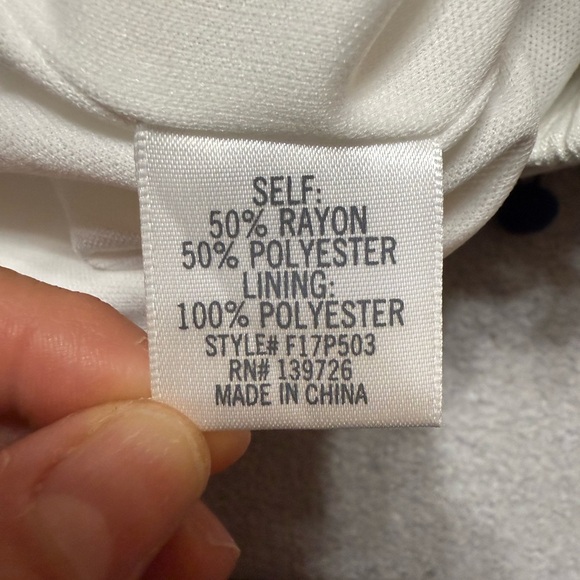 SELF:
50% RAYON
50% POLYESTER
LINING:
100% POLYESTER
STYLE# F17P503
RN# 139726
MADE IN CHINA